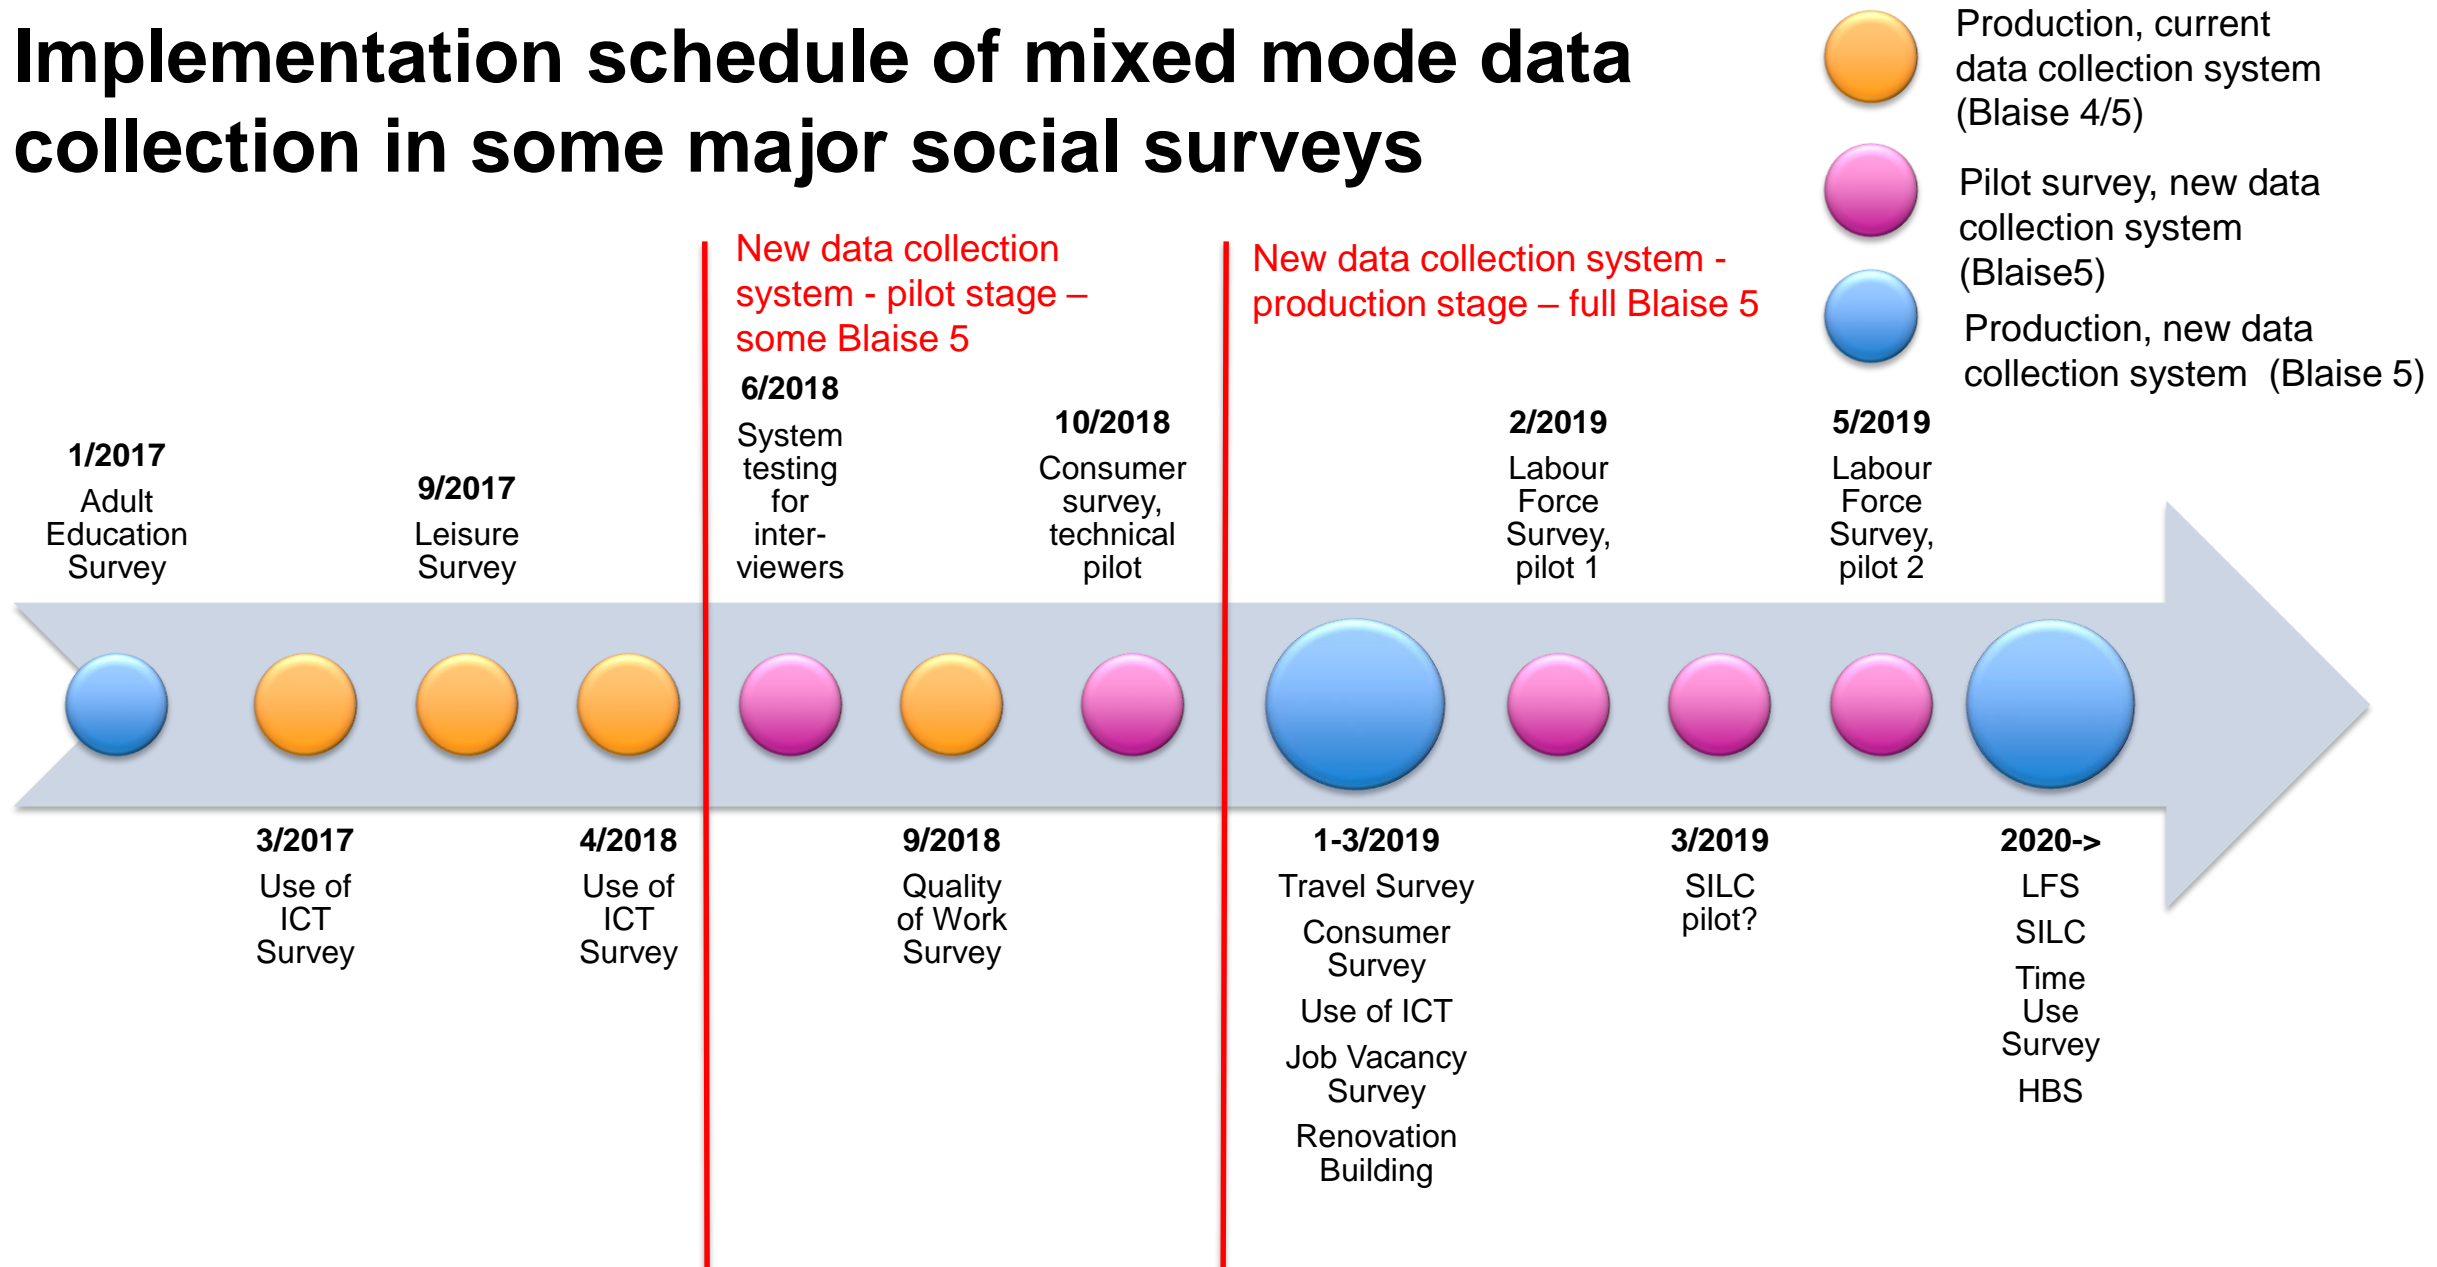 Implementation schedule of mixed mode data
collection in some major social surveys
Production, current
data collection system
(Blaise 4/5)
Pilot survey, new data
collection system
(Blaise5)
Production, new data
collection system  (Blaise 5)
New data collection
system - pilot stage –
some Blaise 5
New data collection system -
production stage – full Blaise 5
1/2017
Adult
Education
Survey
9/2017
Leisure
Survey
6/2018
System
testing
for
inter-
viewers
10/2018
Consumer
survey,
technical
pilot
2/2019
Labour
Force
Survey,
pilot 1
5/2019
Labour
Force
Survey,
pilot 2
3/2017
Use of
ICT
Survey
4/2018
Use of
ICT
Survey
9/2018
Quality
of Work
Survey
1-3/2019
Travel Survey
Consumer
Survey
Use of ICT
Job Vacancy
Survey
Renovation
Building
3/2019
SILC
pilot?
2020->
LFS
SILC
Time
Use
Survey
HBS